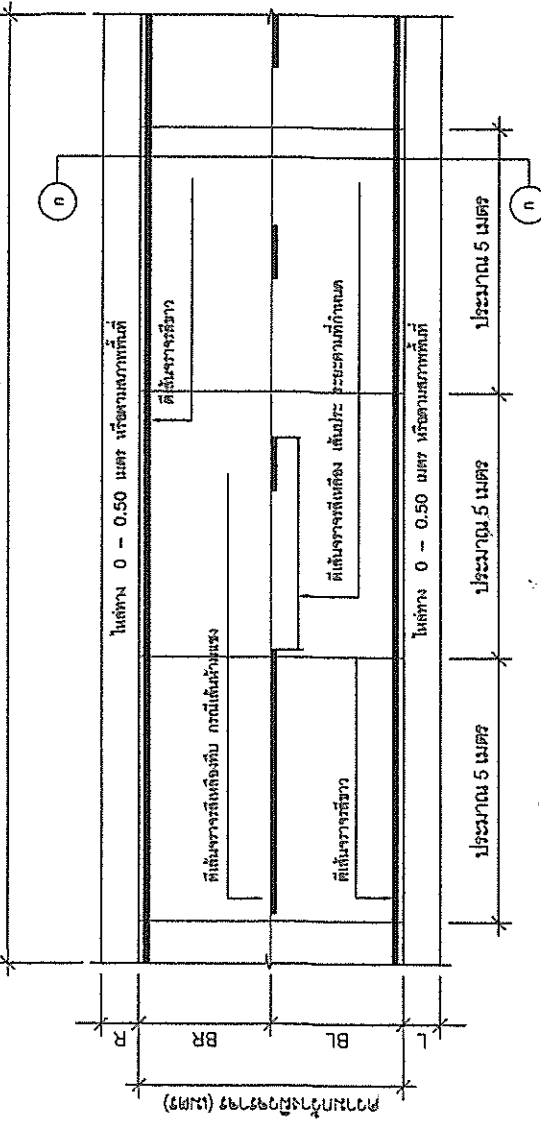 ก
ไหล่ทาง 0 - 0.50 เมตร หรือตามสภาพพื้นที่
ตีเส้นจราจรสีขาว
ตีเส้นจราจรสีเหลืองทึบ กรณีเส้นห้ามแซง
ตีเส้นจราจรสีเหลือง เส้นประ ระยะตามที่กำหนด
ตีเส้นจราจรสีขาว
ไหล่ทาง 0 - 0.50 เมตร หรือตามสภาพพื้นที่
ก
ประมาณ 5 เมตร
ประมาณ 5 เมตร
ประมาณ 5 เมตร
R
BR
BL
L
ความกว้างผิวจราจร (เมตร)